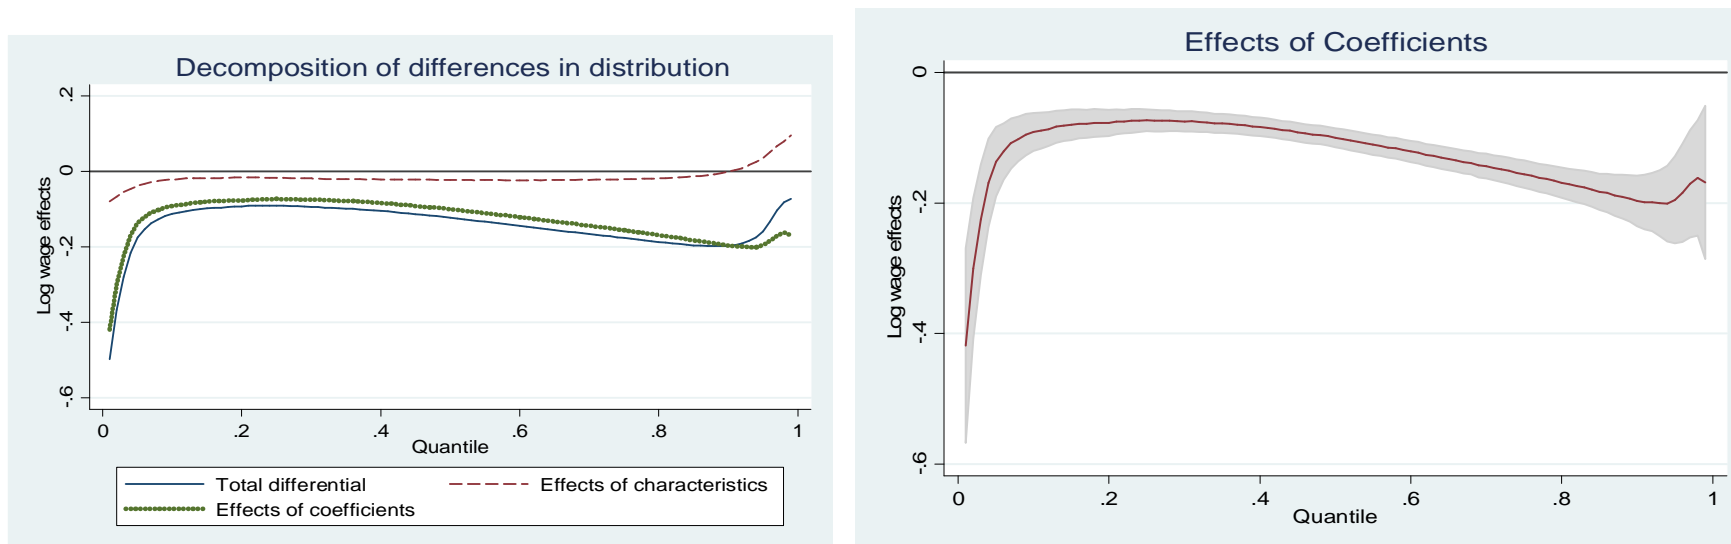 Decomposition of differences in distribution
Log wage effects
.2
0
-.2
-.4
-.6
0 .2 .4 .6 .8 1
Quantile
Total differential Effects of characteristics
Effects of coefficients
Effects of Coefficients
Log wage effects
0
-.2
-.4
-.6
0 .2 .4 .6 .8 1
Quantile